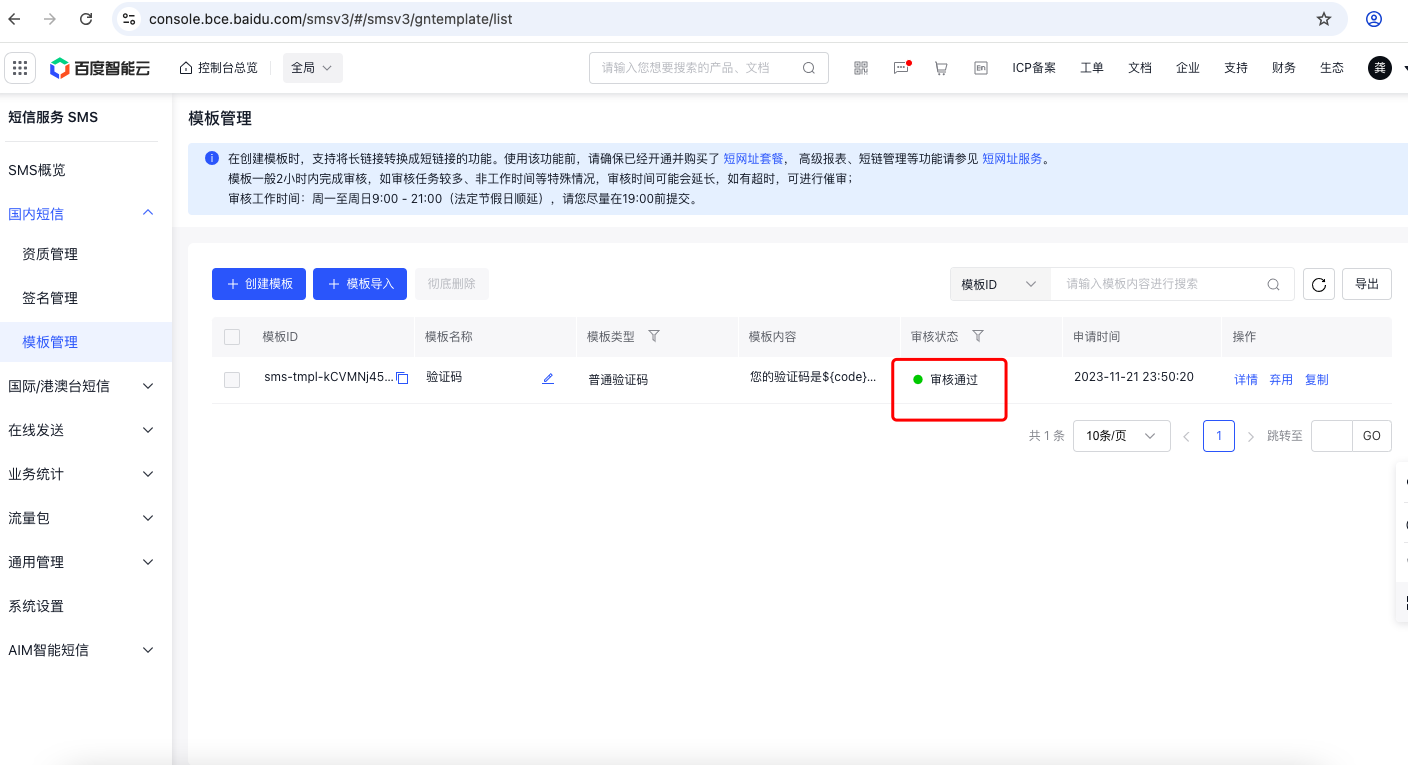 console.bce.baidu.com/smsv3/#/smsv3/gntemplate/list
百度智能云
控制台总览
全局
请输入您想要搜索的产品、文档
En
ICP备案
工单
文档
企业
支持
财务
生态
龚
短信服务 SMS
SMS概览
国内短信
资质管理
签名管理
模板管理
国际/港澳台短信
在线发送
业务统计
流量包
通用管理
系统设置
AIM智能短信
模板管理
在创建模板时，支持将长链接转换成短链接的功能。使用该功能前，请确保已经开通并购买了 短网址套餐， 高级报表、短链管理等功能请参见 短网址服务。
模板一般2小时内完成审核，如审核任务较多、非工作时间等特殊情况，审核时间可能会延长，如有超时，可进行催审；
审核工作时间：周一至周日9:00 - 21:00（法定节假日顺延），请您尽量在19:00前提交。
创建模板
模板导入
彻底删除
模板ID
请输入模板内容进行搜索
导出
模板ID 模板名称 模板类型 模板内容 审核状态 申请时间 操作
sms-tmpl-kCVMNj45... 验证码 普通验证码 您的验证码是${code}... 审核通过 2023-11-21 23:50:20 详情 弃用 复制
共 1 条 10条/页 1 跳转至 GO